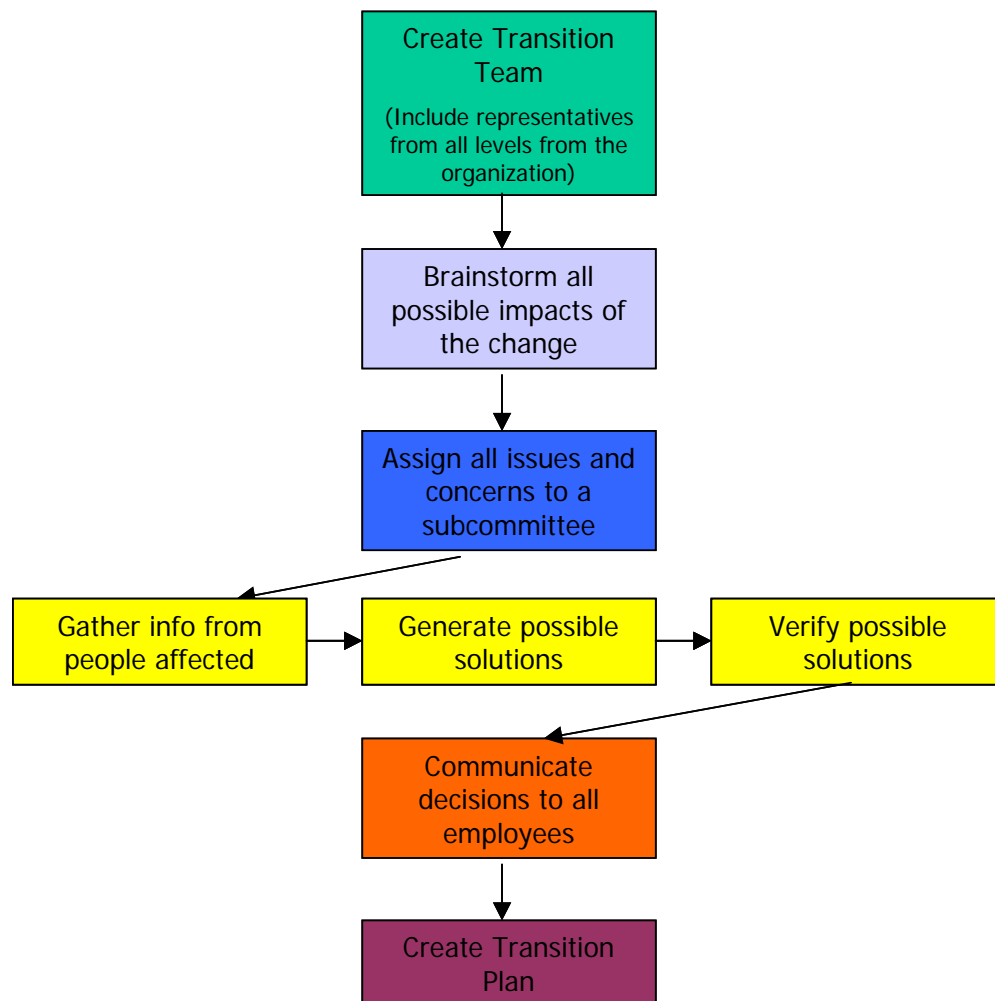 Create Transition
Team
(Include representatives
from all levels from the
organization)
Brainstorm all
possible impacts of
the change
Assign all issues and
concerns to a
subcommittee
Gather info from
people affected
Generate possible
solutions
Verify possible
solutions
Communicate
decisions to all
employees
Create Transition
Plan